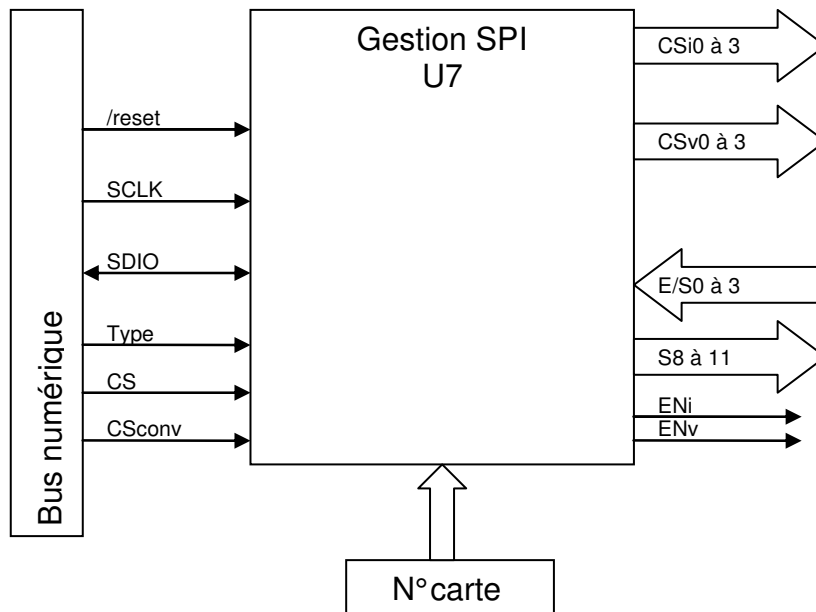 Gestion SPI
U7
Bus numérique
/reset
SCLK
SDIO
Type
CS
CSconv
CSi0 à 3
CSv0 à 3
E/S0 à 3
S8 à 11
ENi
ENv
N° carte